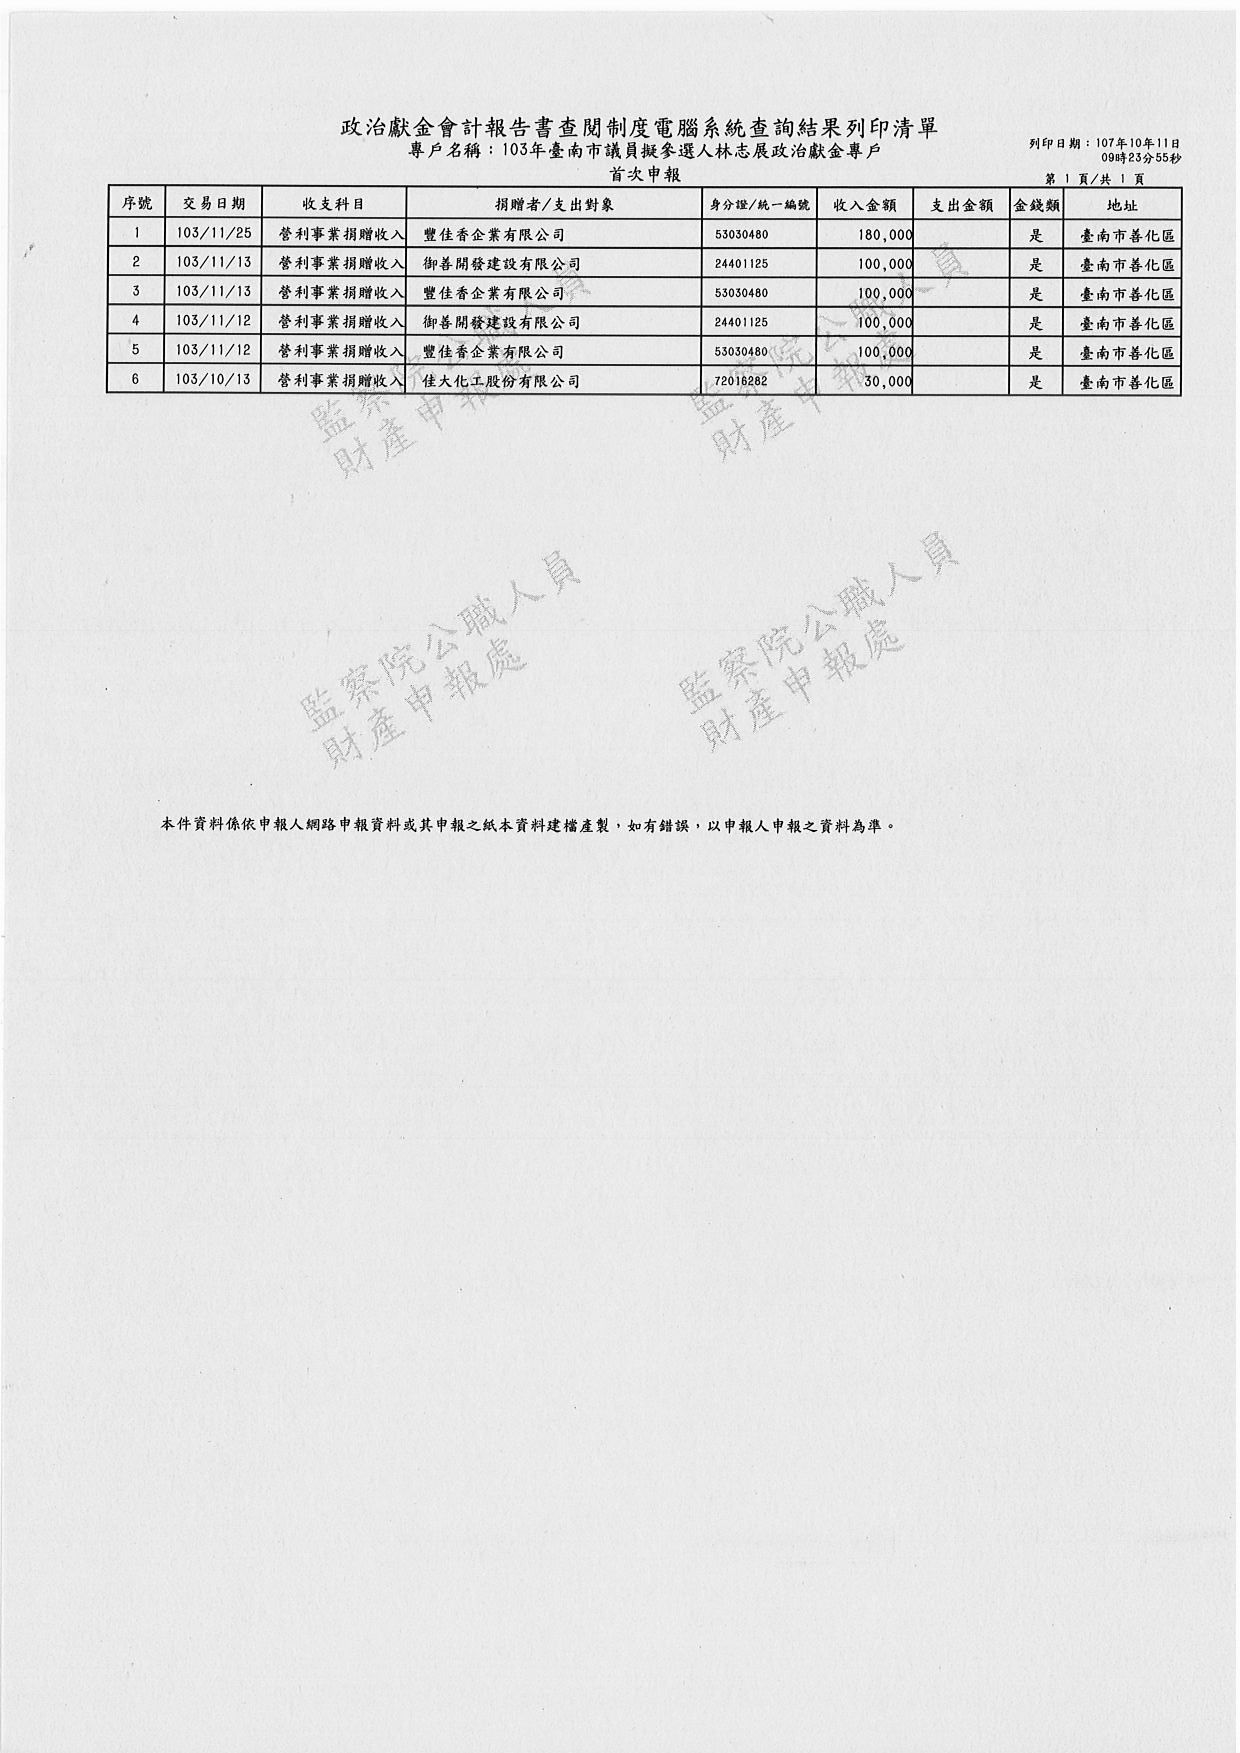 政治獻金會計報告書查閱制度電腦系統查詢結果列印清單
專戶名稱：103年臺南市議員擬參選人林志展政治獻金專戶
首次申報
列印日期：107年10年11日
09時23分55秒
第 1 頁/共 1 頁
序號 交易日期 收支科目 捐贈者/支出對象 身分證/統一編號 收入金額 支出金額 金錢類 地址
1 103/11/25 營利事業捐贈收入 豐佳香企業有限公司 53030480 180,000 是 臺南市善化區
2 103/11/13 營利事業捐贈收入 御善開發建設有限公司 24401125 100,000 是 臺南市善化區
3 103/11/13 營利事業捐贈收入 豐佳香企業有限公司 53030480 100,000 是 臺南市善化區
4 103/11/12 營利事業捐贈收入 御善開發建設有限公司 24401125 100,000 是 臺南市善化區
5 103/11/12 營利事業捐贈收入 豐佳香企業有限公司 53030480 100,000 是 臺南市善化區
6 103/10/13 營利事業捐贈收入 佳大化工股份有限公司 72016282 30,000 是 臺南市善化區
監察院公職人員
財產申報處
監察院公職人員
財產申報處
監察院公職人員
財產申報處
監察院公職人員
財產申報處
本件資料係依申報人網路申報資料或其申報之紙本資料建檔產製，如有錯誤，以申報人申報之資料為準。